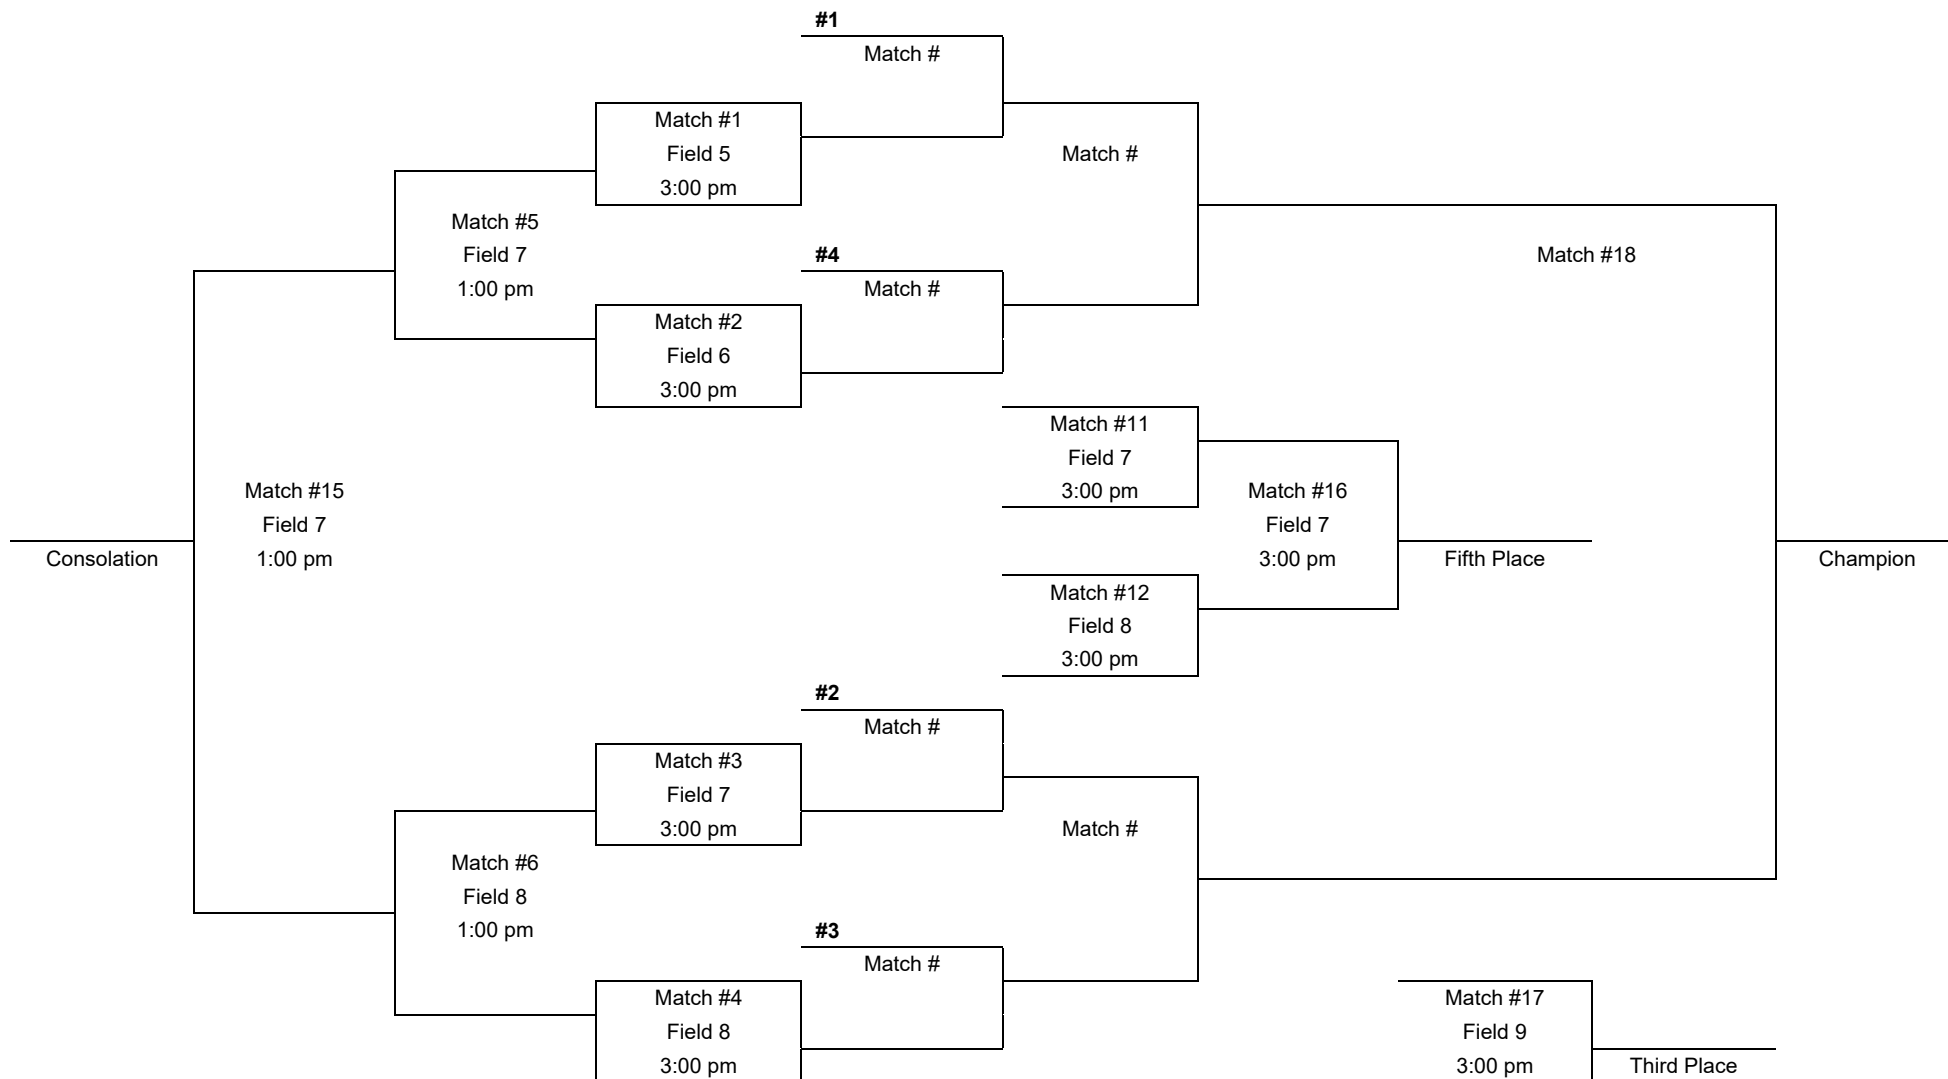 #1
Match #
Match #1
Field 5
3:00 pm
Match #
Match #5
Field 7
1:00 pm
#4
Match #
Match #18
Match #2
Field 6
3:00 pm
Match #11
Field 7
3:00 pm
Match #15
Field 7
1:00 pm
Match #16
Field 7
3:00 pm
Consolation
Fifth Place
Champion
Match #12
Field 8
3:00 pm
#2
Match #
Match #3
Field 7
3:00 pm
Match #
Match #6
Field 8
1:00 pm
#3
Match #
Match #4
Field 8
3:00 pm
Match #17
Field 9
3:00 pm
Third Place